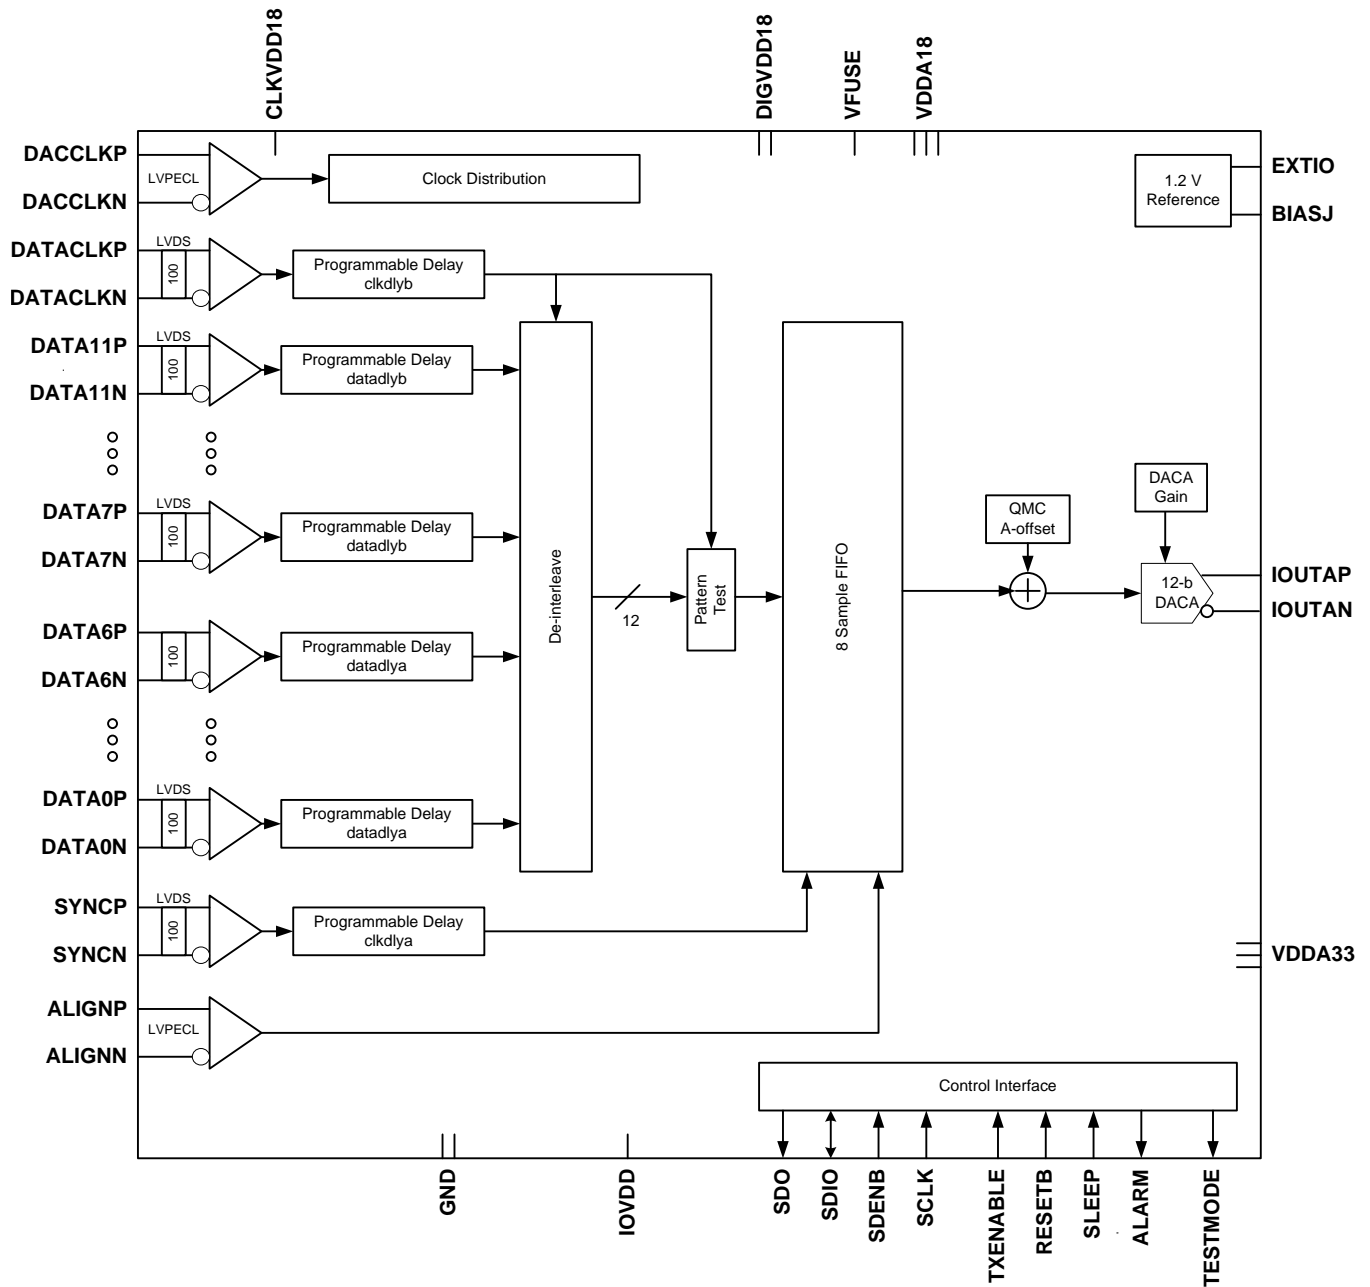 CLKVDD18
DIGVDD18
VFUSE
VDDA18
DACCLKP
LVPECL
DACCLKN
Clock Distribution
1.2 V
Reference
EXTIO
BIASJ
DATACLKP
LVDS
100
DATACLKN
Programmable Delay
clkdlyb
DATA11P
LVDS
100
DATA11N
Programmable Delay
datadlyb
DATA7P
LVDS
100
DATA7N
Programmable Delay
datadlyb
De-interleave
12
Pattern
Test
8 Sample FIFO
QMC
A-offset
DACA
Gain
12-b
DACA
IOUTAP
IOUTAN
DATA6P
100
DATA6N
Programmable Delay
datadlya
DATA0P
LVDS
100
DATA0N
Programmable Delay
datadlya
SYNCP
LVDS
100
SYNCN
Programmable Delay
clkdlya
VDDA33
ALIGNP
LVPECL
ALIGNN
Control Interface
GND
IOVDD
SDO
SDIO
SDENB
SCLK
TXENABLE
RESETB
SLEEP
ALARM
TESTMODE